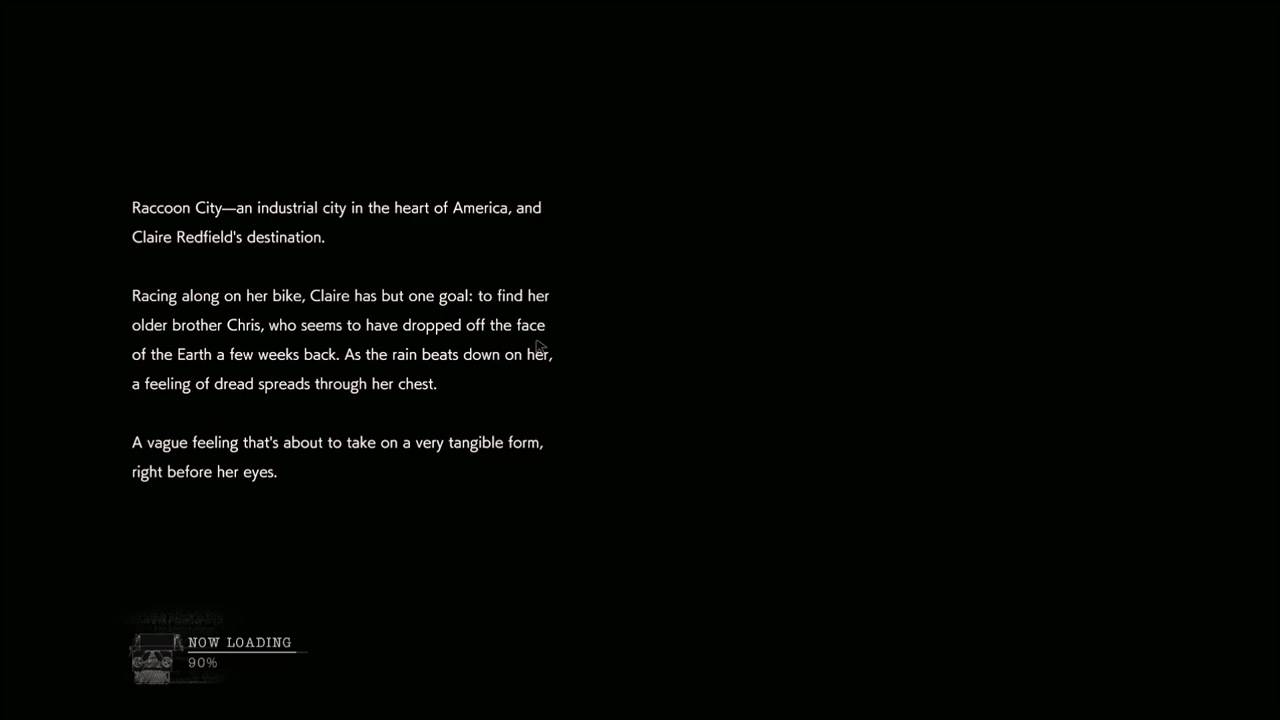 Raccoon City—an industrial city in the heart of America, and
Claire Redfield's destination.
Racing along on her bike, Claire has but one goal: to find her
older brother Chris, who seems to have dropped off the face
of the Earth a few weeks back. As the rain beats down on her,
a feeling of dread spreads through her chest.
A vague feeling that's about to take on a very tangible form,
right before her eyes.
NOW LOADING
90%